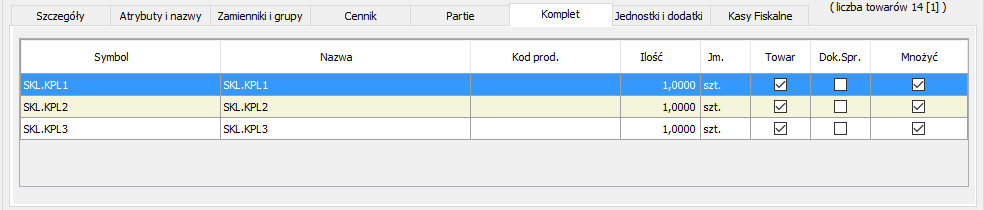 ( liczba towarów 14 [1] )
Szczegóły Atrybuty i nazwy Zamienniki i grupy Cennik Partie Komplet Jednostki i dodatki Kasy Fiskalne
Symbol Nazwa Kod prod. Ilość Jm. Towar Dok.Spr. Mnożyć
SKL.KPL1 SKL.KPL1 1,0000 szt.
SKL.KPL2 SKL.KPL2 1,0000 szt.
SKL.KPL3 SKL.KPL3 1,0000 szt.